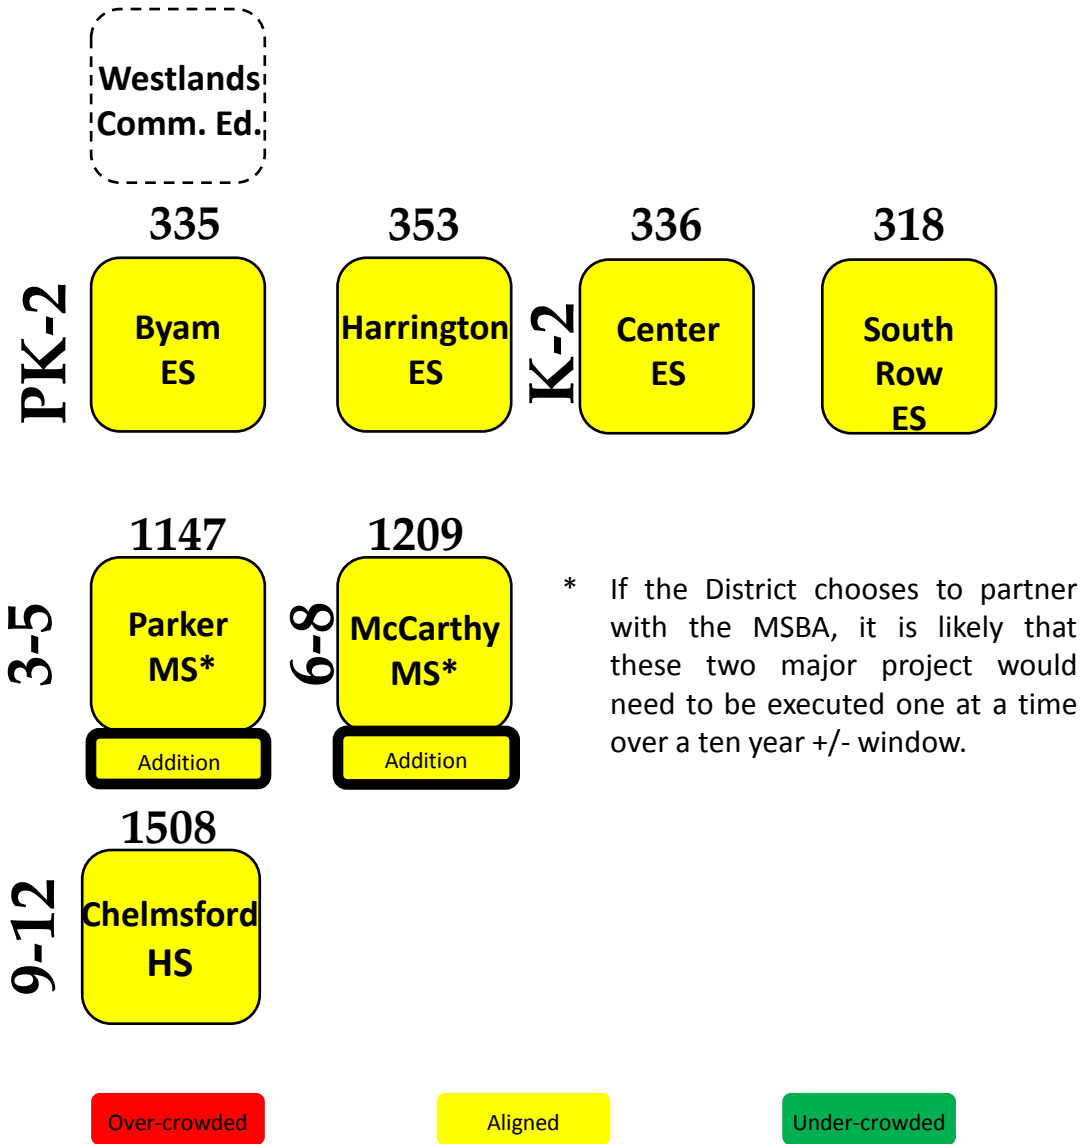 Westlands
Comm. Ed.
335 353 336 318
PK-2
Byam
ES
Harrington
ES
K-2
Center
ES
South
Row
ES
1147 1209
3-5
Parker
MS*
Addition
6-8
McCarthy
MS*
Addition
* If the District chooses to partner
with the MSBA, it is likely that
these two major project would
need to be executed one at a time
over a ten year +/- window.
1508
9-12
Chelmsford
HS
Over-crowded
Aligned
Under-crowded